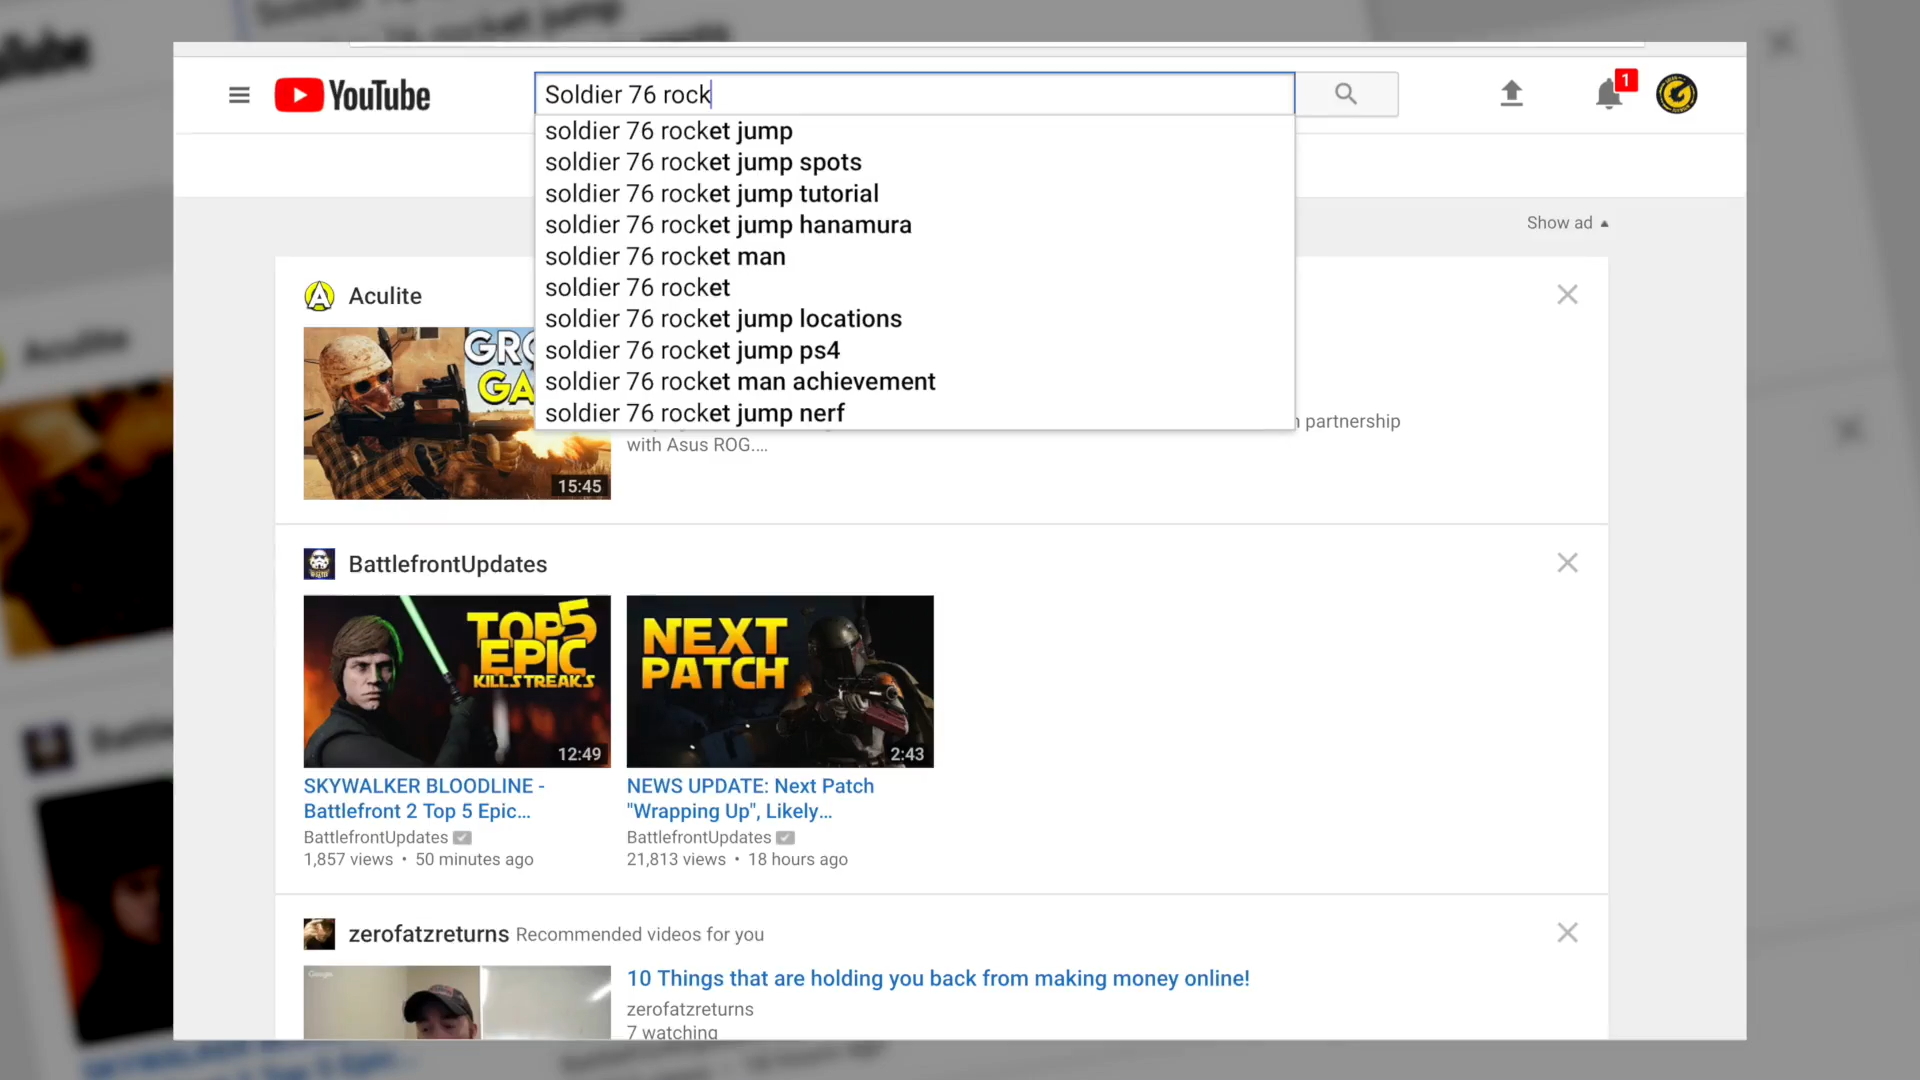 YouTube
Soldier 76 rock
1
soldier 76 rocket jump
soldier 76 rocket jump spots
soldier 76 rocket jump tutorial
soldier 76 rocket jump hanamura
soldier 76 rocket man
soldier 76 rocket
soldier 76 rocket jump locations
soldier 76 rocket jump ps4
soldier 76 rocket man achievement
soldier 76 rocket jump nerf
Show ad
Aculite
15:45
partnership
with Asus ROG....
BattlefrontUpdates
TOP 5
EPIC
KILLSTREAKS
12:49
NEXT
PATCH
2:43
SKYWALKER BLOODLINE -
Battlefront 2 Top 5 Epic...
BattlefrontUpdates
1,857 views • 50 minutes ago
NEWS UPDATE: Next Patch
"Wrapping Up", Likely...
BattlefrontUpdates
21,813 views • 18 hours ago
zerofatzreturns Recommended videos for you
Google
10 Things that are holding you back from making money online!
zerofatzreturns
7 watching